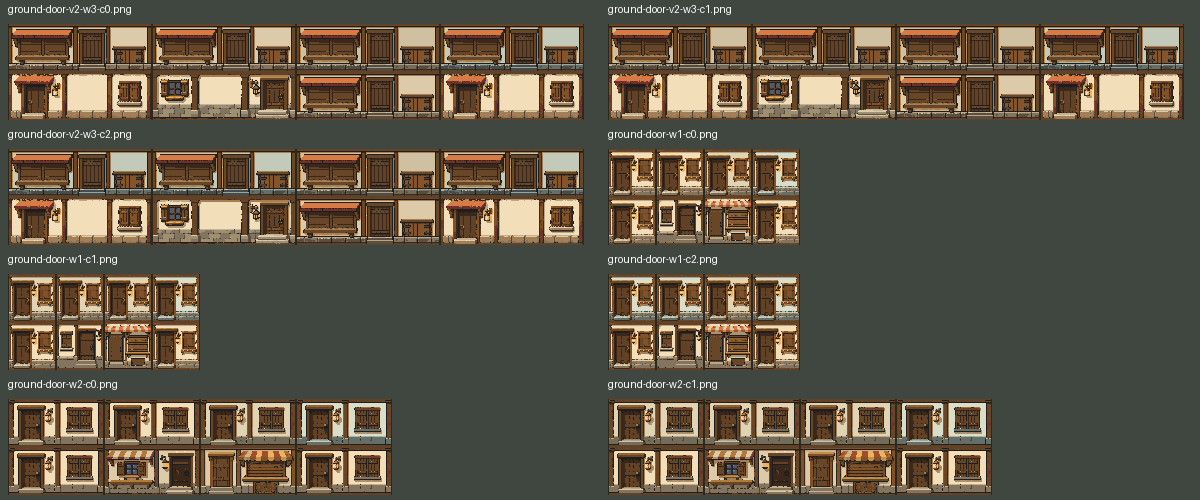 ground-door-v2-w3-c0.png
ground-door-v2-w3-c1.png
ground-door-v2-w3-c2.png
ground-door-w1-c0.png
ground-door-w1-c1.png
ground-door-w1-c2.png
ground-door-w2-c0.png
ground-door-w2-c1.png